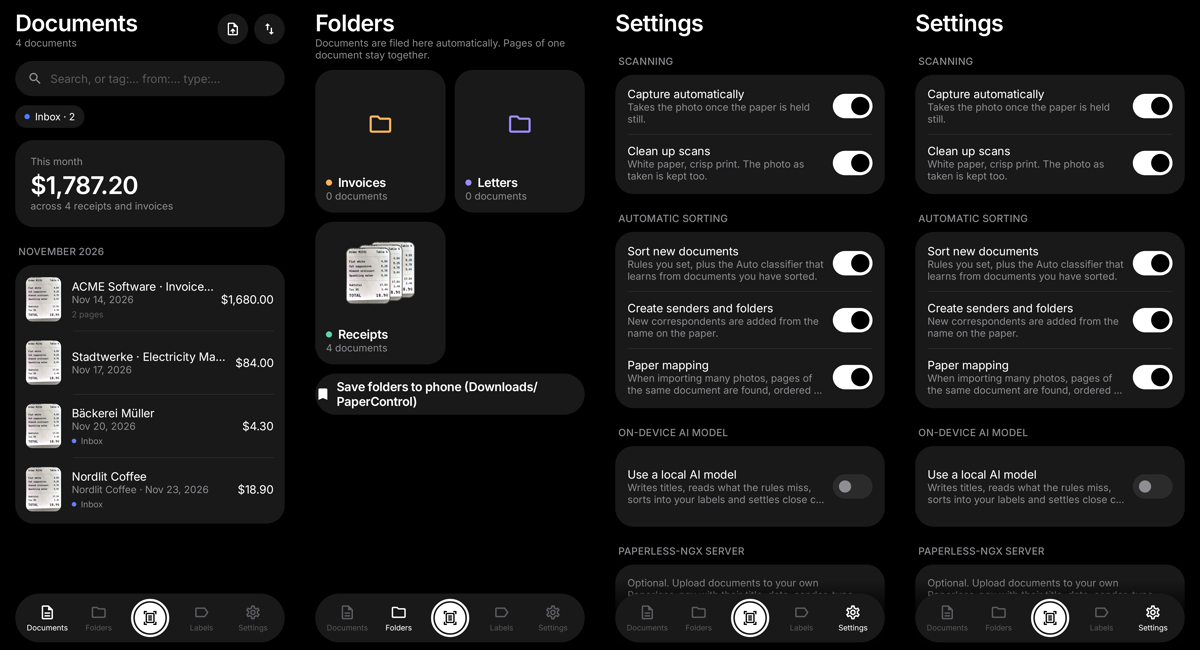 Documents
4 documents
Search, or tag:... from:... type:...
Inbox · 2
This month
$1,787.20
across 4 receipts and invoices
NOVEMBER 2026
ACME Software · Invoice...
Nov 14, 2026
2 pages
$1,680.00
Stadtwerke · Electricity Ma...
Nov 17, 2026
$84.00
Bäckerei Müller
Nov 20, 2026
Inbox
$4.30
Nordlit Coffee
Nordlit Coffee · Nov 23, 2026
Inbox
$18.90
Documents
Folders
Labels
Settings
Folders
Documents are filed here automatically. Pages of one
document stay together.
Invoices
0 documents
Letters
0 documents
Receipts
4 documents
Save folders to phone (Downloads/
PaperControl)
Documents
Folders
Labels
Settings
Settings
SCANNING
Capture automatically
Takes the photo once the paper is held
still.
Clean up scans
White paper, crisp print. The photo as
taken is kept too.
AUTOMATIC SORTING
Sort new documents
Rules you set, plus the Auto classifier that
learns from documents you have sorted.
Create senders and folders
New correspondents are added from the
name on the paper.
Paper mapping
When importing many photos, pages of
the same document are found, ordered ...
ON-DEVICE AI MODEL
Use a local AI model
Writes titles, reads what the rules miss,
sorts into your labels and settles close c...
PAPERLESS-NGX SERVER
Optional. Upload documents to your own
Documents
Folders
Labels
Settings
Settings
SCANNING
Capture automatically
Takes the photo once the paper is held
still.
Clean up scans
White paper, crisp print. The photo as
taken is kept too.
AUTOMATIC SORTING
Sort new documents
Rules you set, plus the Auto classifier that
learns from documents you have sorted.
Create senders and folders
New correspondents are added from the
name on the paper.
Paper mapping
When importing many photos, pages of
the same document are found, ordered ...
ON-DEVICE AI MODEL
Use a local AI model
Writes titles, reads what the rules miss,
sorts into your labels and settles close c...
PAPERLESS-NGX SERVER
Optional. Upload documents to your own
Documents
Folders
Labels
Settings